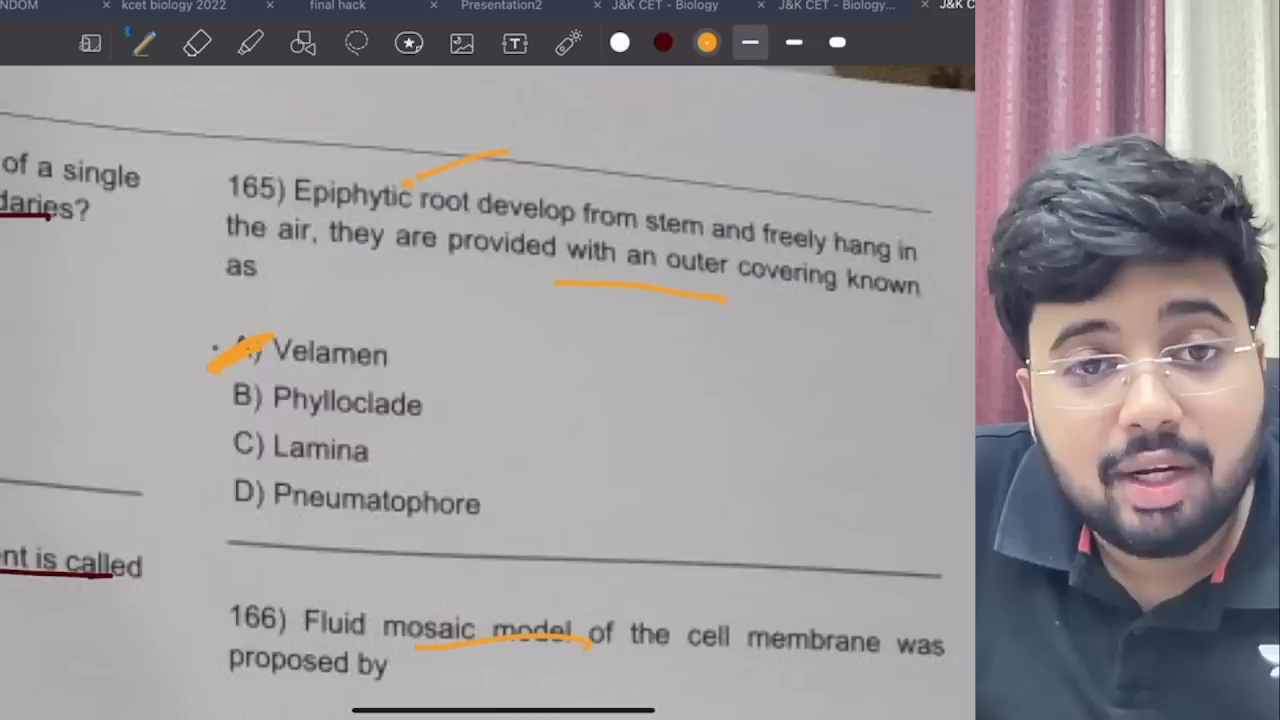 NDOM
kcet biology 2022
final hack
Presentation2
J&K CET - Biology
J&K CET - Biology...
J&K C
of a single
daries?
165) Epiphytic root develop from stem and freely hang in
the air, they are provided with an outer covering known
as
A) Velamen
B) Phylloclade
C) Lamina
D) Pneumatophore
nt is called
166) Fluid mosaic model of the cell membrane was
proposed by